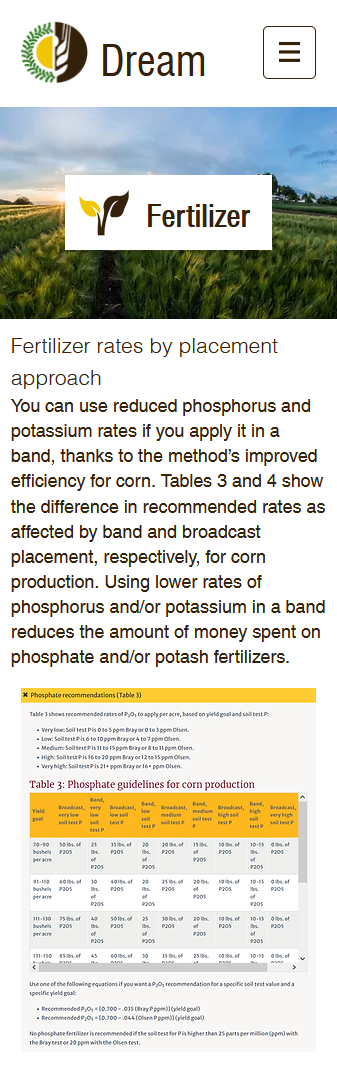 Dream
Fertilizer
Fertilizer rates by placement
approach
You can use reduced phosphorus and
potassium rates if you apply it in a
band, thanks to the method’s improved
efficiency for corn. Tables 3 and 4 show
the difference in recommended rates as
affected by band and broadcast
placement, respectively, for corn
production. Using lower rates of
phosphorus and/or potassium in a band
reduces the amount of money spent on
phosphate and/or potash fertilizers.
✖ Phosphate recommendations (Table 3)
Table 3 shows recommended rates of P₂O₅ to apply per acre, based on yield goal and soil test P:
• Very low: Soil test P is 0 to 5 ppm Bray or 0 to 3 ppm Olsen.
• Low: Soil test P is 6 to 10 ppm Bray or 4 to 7 ppm Olsen.
• Medium: Soil test P is 11 to 15 ppm Bray or 8 to 11 ppm Olsen.
• High: Soil test P is 16 to 20 ppm Bray or 12 to 15 ppm Olsen.
• Very high: Soil test P is 21+ ppm Bray or 16+ ppm Olsen.
Table 3: Phosphate guidelines for corn production
Yield goal Broadcast, very low soil test P Band, very low soil test P Broadcast, low soil test P Band, low soil test P Broadcast, medium soil test P Band, medium soil test P Broadcast, high soil test P Band, high soil test P Broadcast, very high soil test P
70-90 bushels per acre 50 lbs. of P2O5 25 lbs. of P2O5 35 lbs. of P2O5 20 lbs. of P2O5 20 lbs. of P2O5 15 lbs. of P2O5 10 lbs. of P2O5 10-15 lbs. of P2O5 0 lbs. of P2O5
91-110 bushels per acre 60 lbs. of P2O5 30 lbs. of P2O5 40 lbs. of P2O5 20 lbs. of P2O5 25 lbs. of P2O5 20 lbs. of P2O5 10 lbs. of P2O5 10-15 lbs. of P2O5 0 lbs. of P2O5
111-130 bushels per acre 75 lbs. of P2O5 40 lbs. of P2O5 50 lbs. of P2O5 25 lbs. of P2O5 30 lbs. of P2O5 20 lbs. of P2O5 10 lbs. of P2O5 10-15 lbs. of P2O5 0 lbs. of P2O5
131-150 bushels 85 lbs. of P2O5 45 lbs. 60 lbs. of P2O5 30 lbs. 35 lbs. of P2O5 25 lbs. 15 lbs. of P2O5 10-15 lbs. 0 lbs. of P2O5
Use one of the following equations if you want a P₂O₅ recommendation for a specific soil test value and a
specific yield goal:
• Recommended P₂O₅ = [0.700 - .035 (Bray P ppm)] (yield goal)
• Recommended P₂O₅ = [0.700 - .044 (Olsen P ppm)] (yield goal)
No phosphate fertilizer is recommended if the soil test for P is higher than 25 parts per million (ppm) with
the Bray test or 20 ppm with the Olsen test.